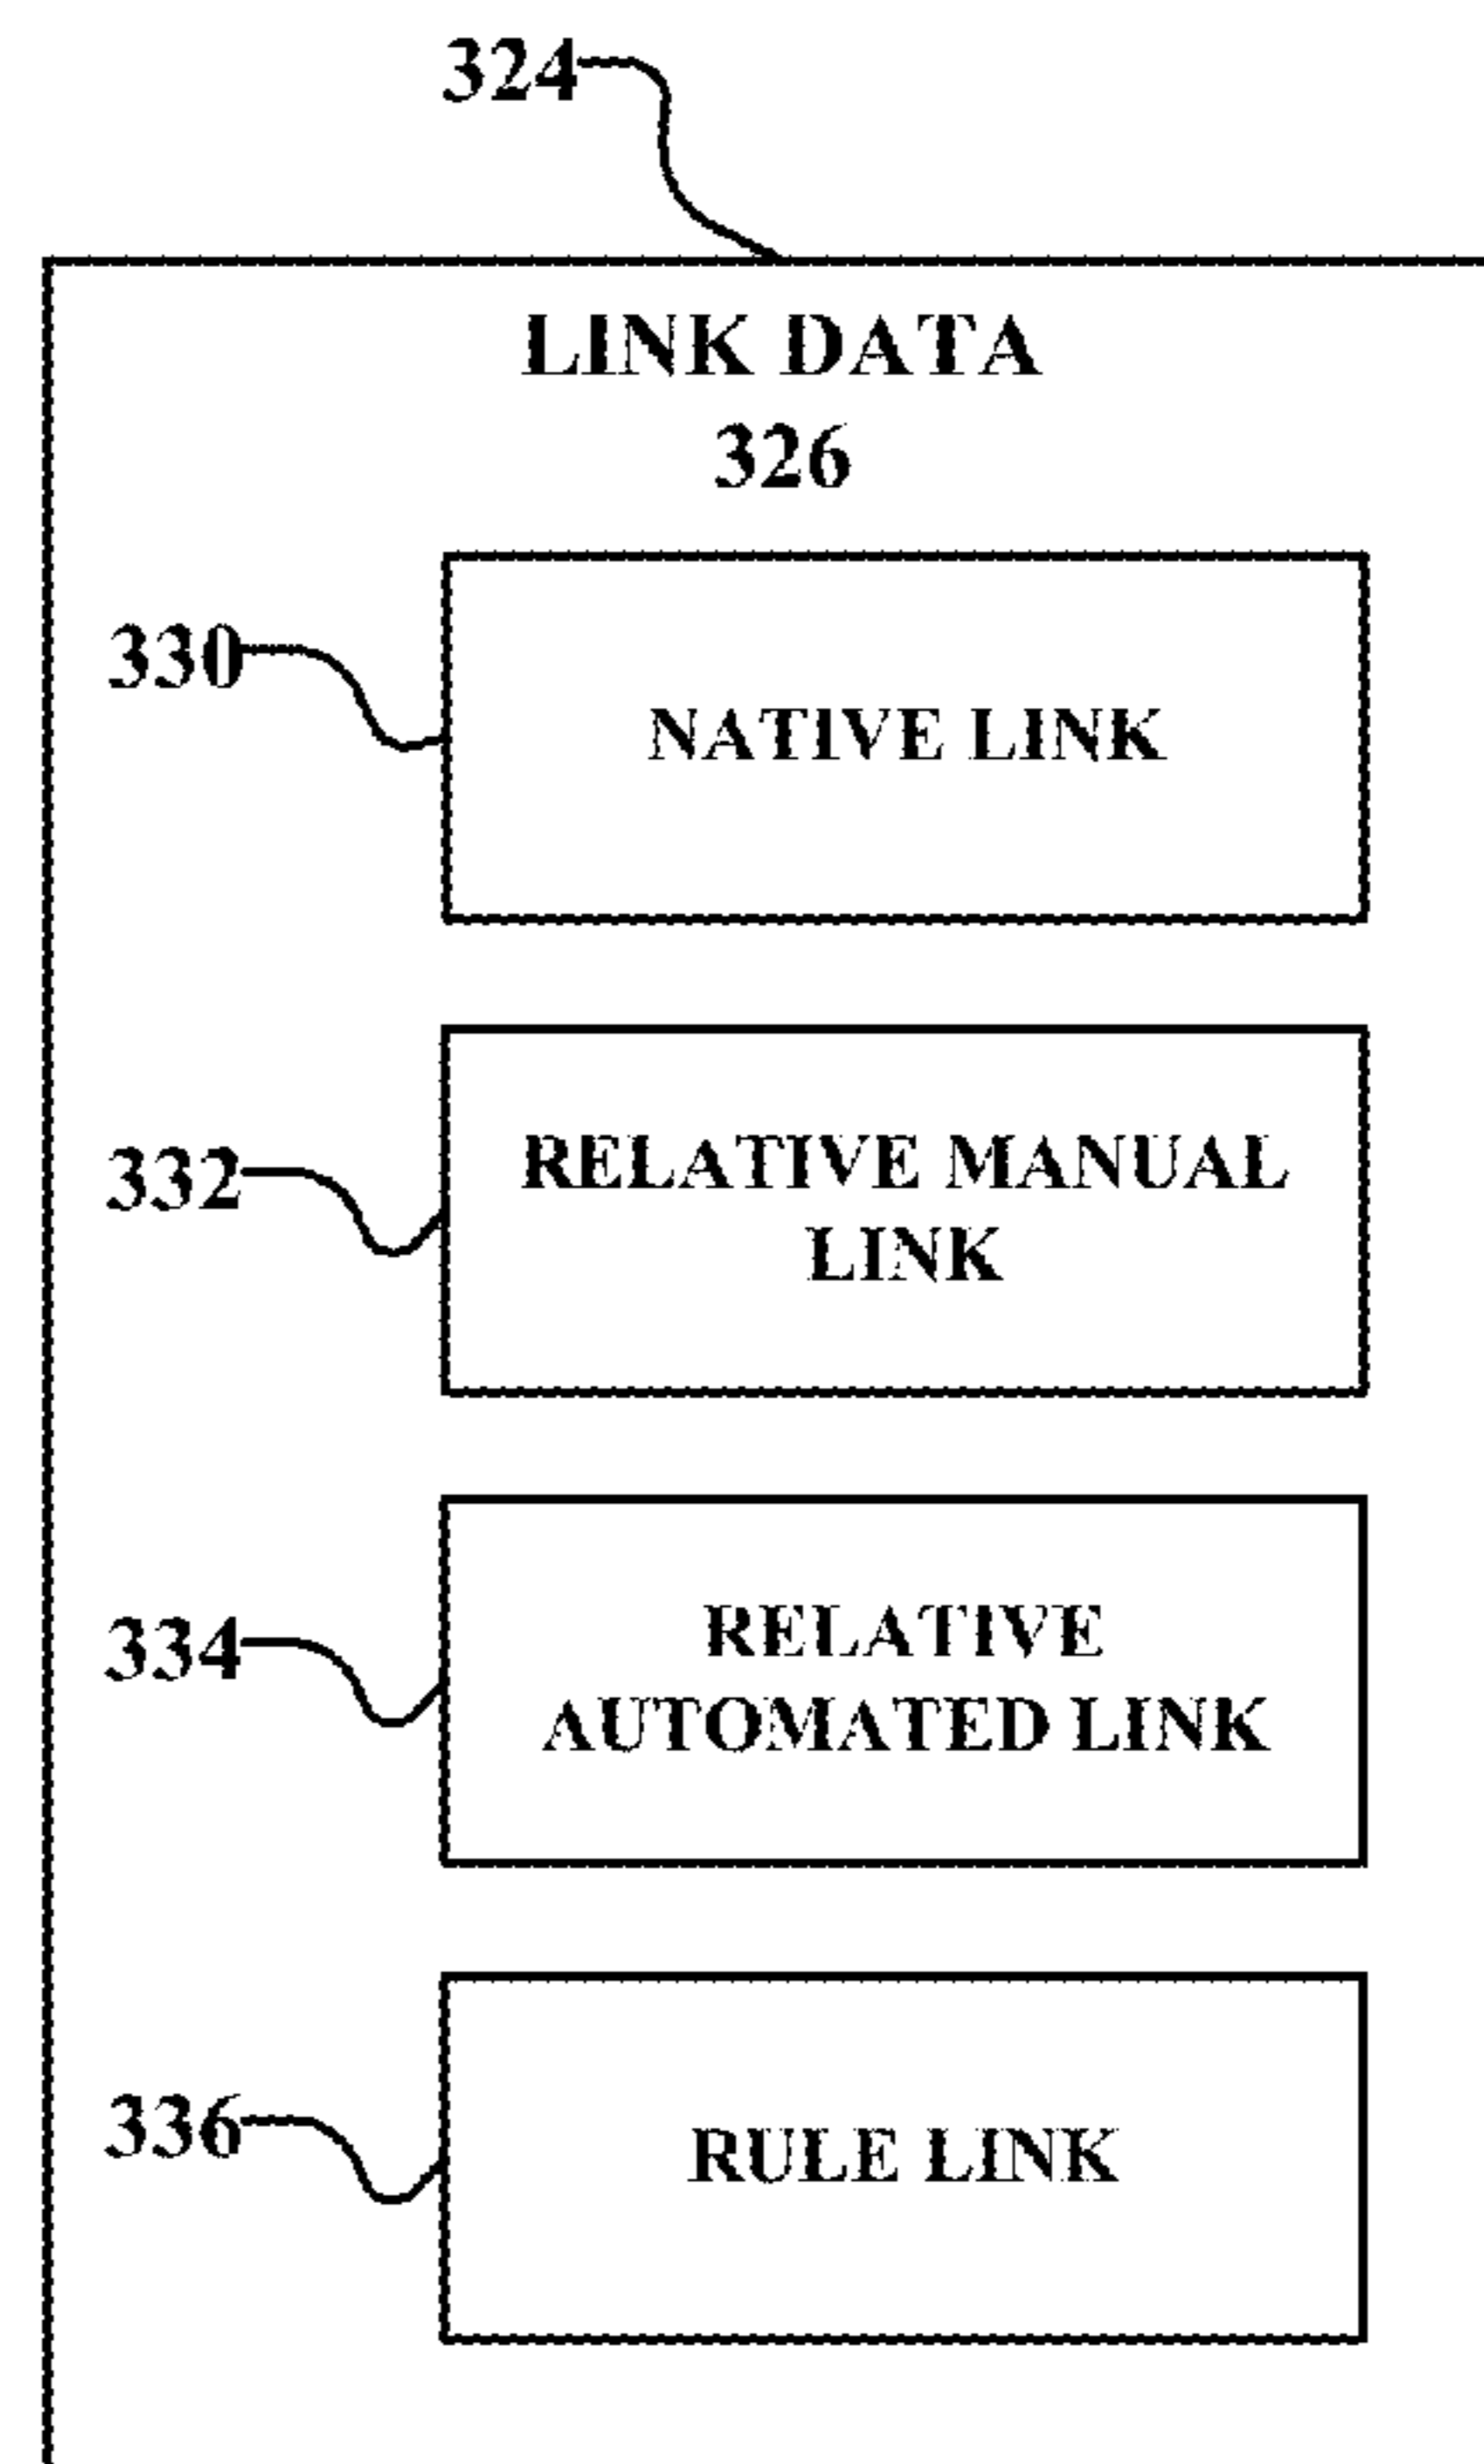 324
LINK DATA
326
330
NATIVE LINK
332
RELATIVE MANUAL
LINK
334
RELATIVE
AUTOMATED LINK
336
RULE LINK